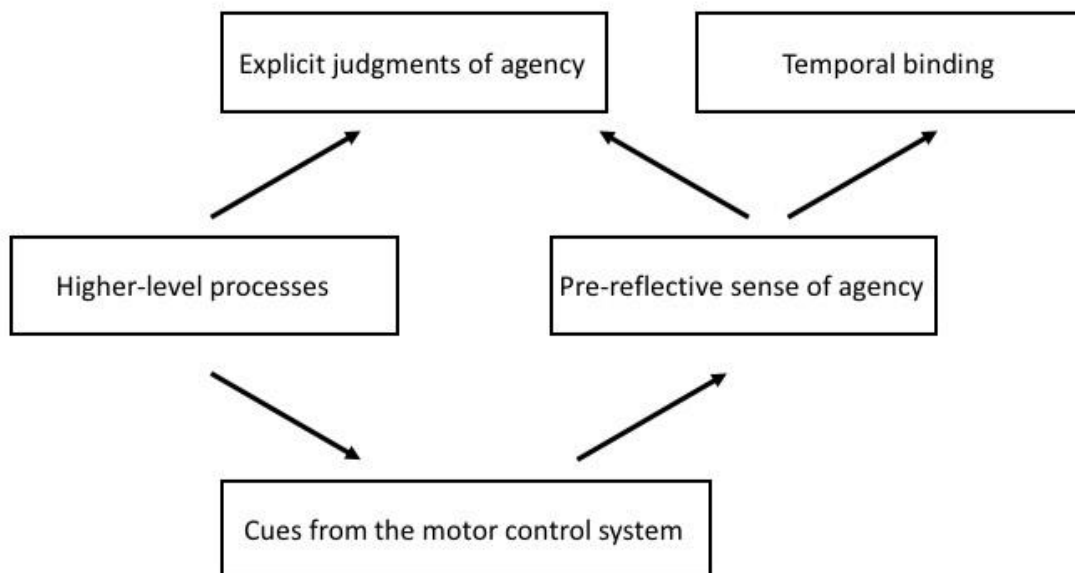 Explicit judgments of agency
Temporal binding
Higher-level processes
Pre-reflective sense of agency
Cues from the motor control system